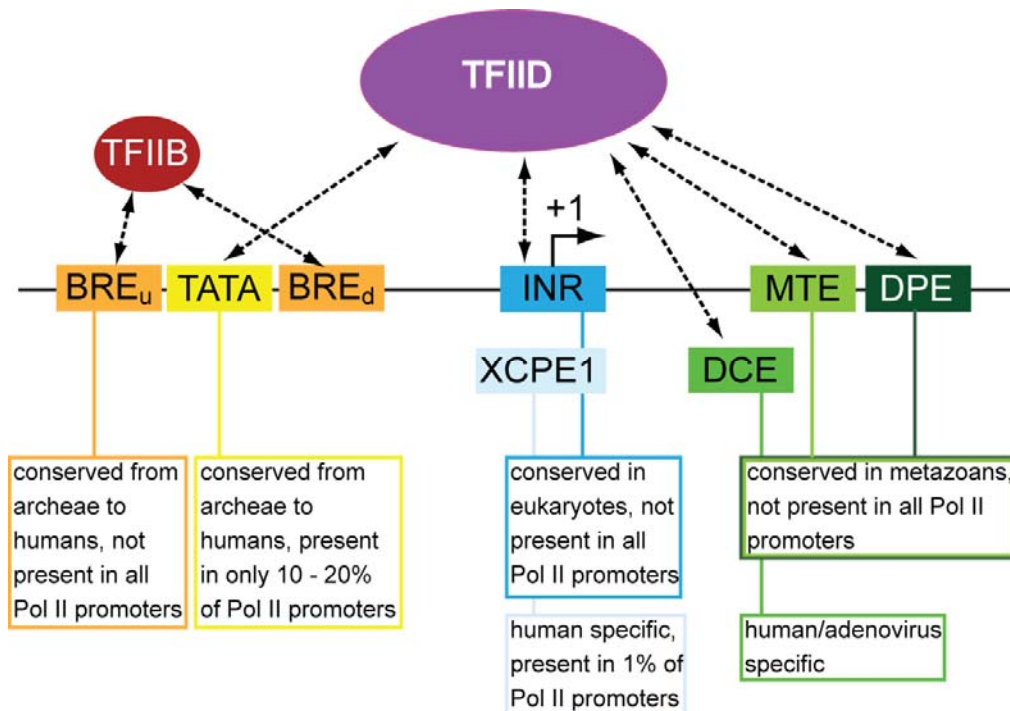 TFIID
TFIIB
+1
BREu
TATA
BREd
INR
MTE
DPE
XCPE1
DCE
conserved from
archeae to
humans, not
present in all
Pol II promoters
conserved from
archeae to
humans, present
in only 10 - 20%
of Pol II promoters
conserved in
eukaryotes, not
present in all
Pol II promoters
conserved in metazoans,
not present in all Pol II
promoters
human specific,
present in 1% of
Pol II promoters
human/adenovirus
specific